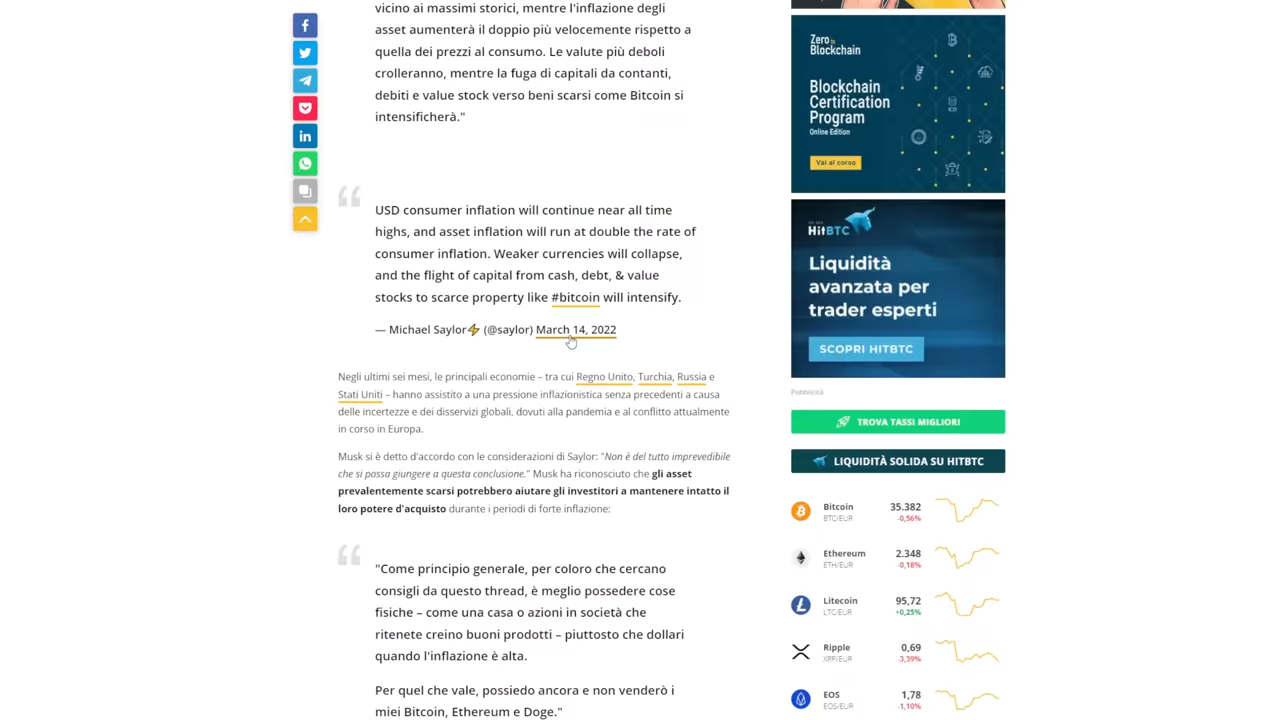 vicino ai massimi storici, mentre l'inflazione degli
asset aumenterà il doppio più velocemente rispetto a
quella dei prezzi al consumo. Le valute più deboli
crolleranno, mentre la fuga di capitali da contanti,
debiti e value stock verso beni scarsi come Bitcoin si
intensificherà."
USD consumer inflation will continue near all time
highs, and asset inflation will run at double the rate of
consumer inflation. Weaker currencies will collapse,
and the flight of capital from cash, debt, & value
stocks to scarce property like #bitcoin will intensify.
— Michael Saylor⚡ (@saylor) March 14, 2022
Negli ultimi sei mesi, le principali economie – tra cui Regno Unito, Turchia, Russia e
Stati Uniti – hanno assistito a una pressione inflazionistica senza precedenti a causa
delle incertezze e dei disservizi globali, dovuti alla pandemia e al conflitto attualmente
in corso in Europa.
Musk si è detto d'accordo con le considerazioni di Saylor: "Non è del tutto imprevedibile
che si possa giungere a questa conclusione." Musk ha riconosciuto che gli asset
prevalentemente scarsi potrebbero aiutare gli investitori a mantenere intatto il
loro potere d'acquisto durante i periodi di forte inflazione:
"Come principio generale, per coloro che cercano
consigli da questo thread, è meglio possedere cose
fisiche – come una casa o azioni in società che
ritenete creino buoni prodotti – piuttosto che dollari
quando l'inflazione è alta.
Per quel che vale, possiedo ancora e non venderò i
miei Bitcoin, Ethereum e Doge."
Zero to
Blockchain
Blockchain
Certification
Program
Online Edition
Vai al corso
HitBTC
Liquidità
avanzata per
trader esperti
SCOPRI HITBTC
Pubblicità
TROVA TASSI MIGLIORI
LIQUIDITÀ SOLIDA SU HITBTC
Bitcoin 35.382
BTC/EUR -0,56%
Ethereum 2.348
ETH/EUR -0,18%
Litecoin 95,72
LTC/EUR +0,25%
Ripple 0,69
XRP/EUR -3,39%
EOS 1,78
EOS/EUR -1,10%